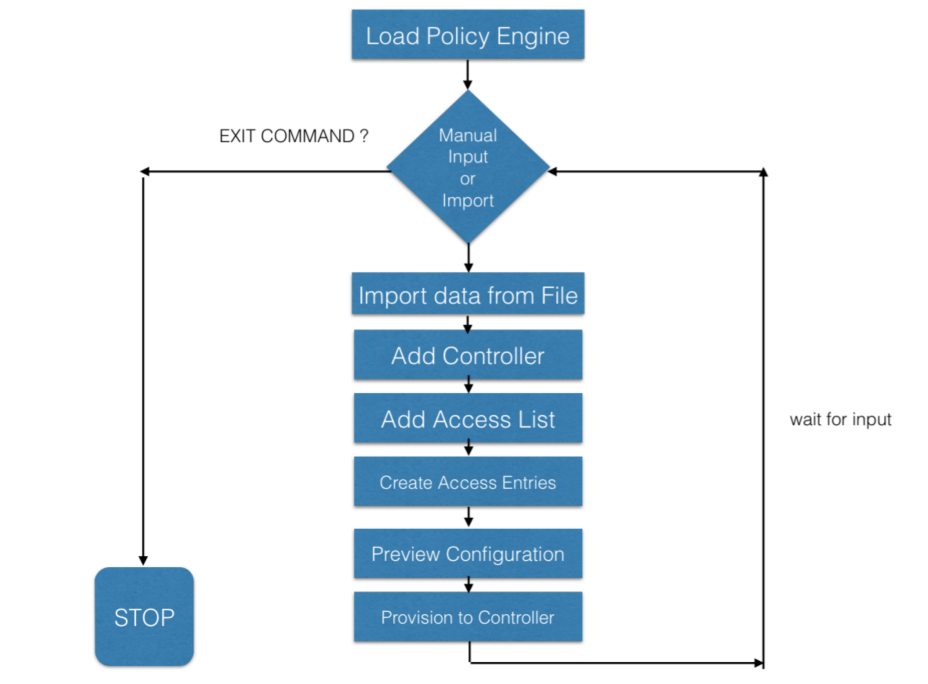 Load Policy Engine
EXIT COMMAND ?
Manual
Input
or
Import
Import data from File
Add Controller
Add Access List
wait for input
Create Access Entries
Preview Configuration
Provision to Controller
STOP